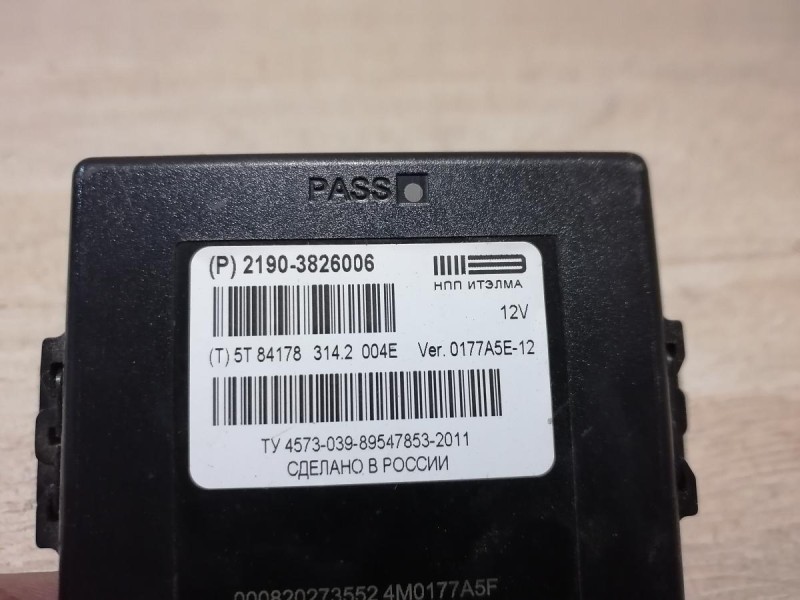 PASS
(P) 2190-3826006
НПП ИТЭЛМА
12V
(T) 5T 84178 314.2 004E Ver. 0177A5E-12
ТУ 4573-039-89547853-2011
СДЕЛАНО В РОССИИ
000820273552 4M0177A5F